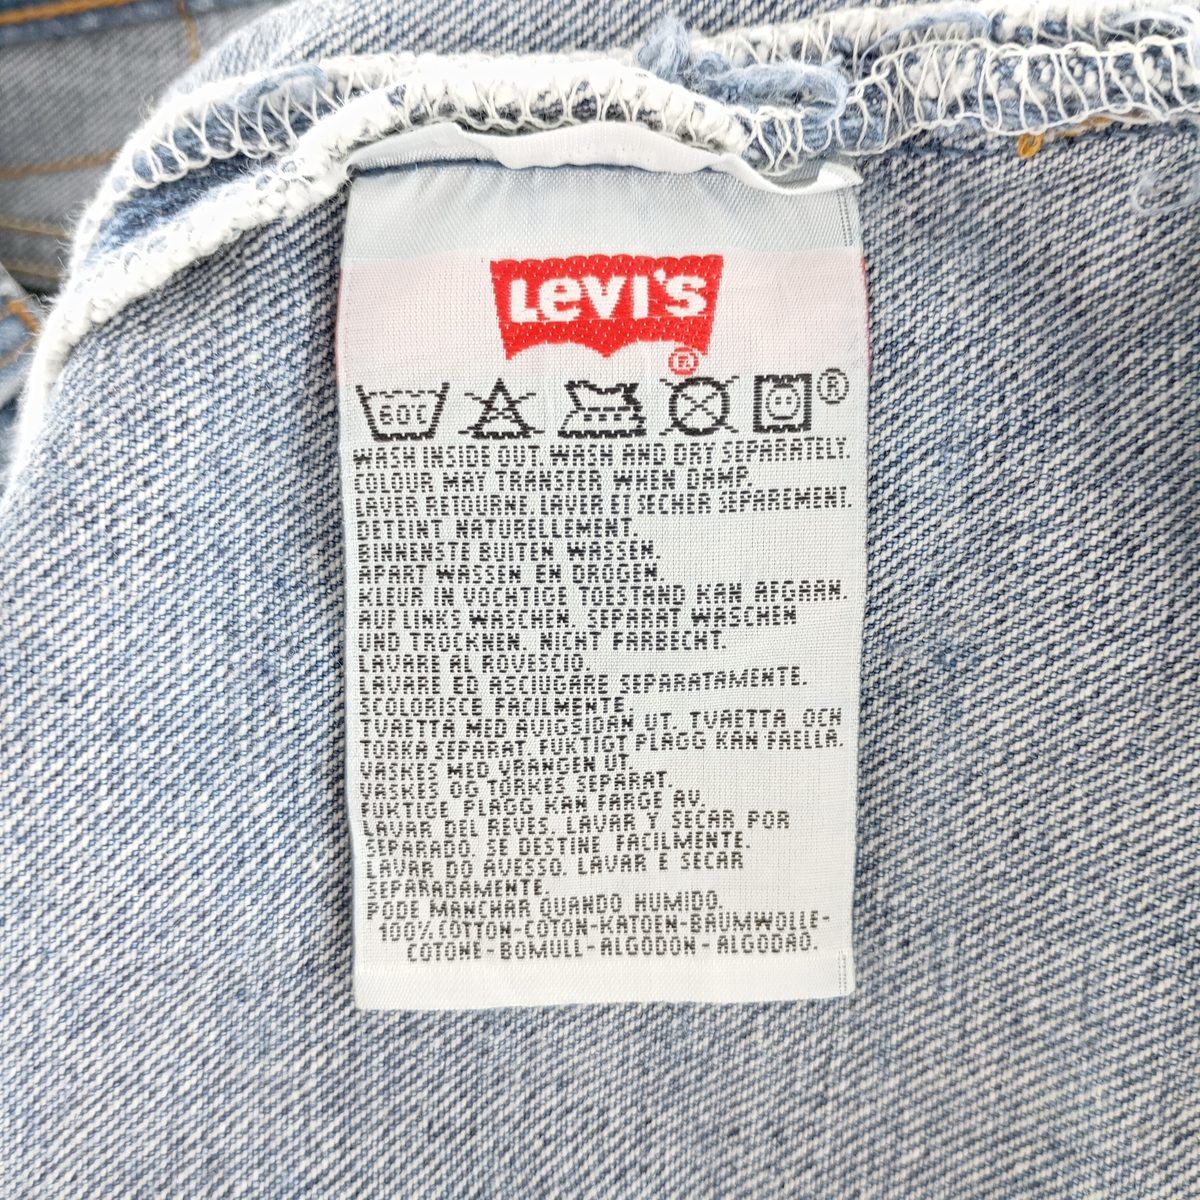 Levi's
®
60°C
®
WASH INSIDE OUT. WASH AND DRY SEPARATELY.
COLOUR MAY TRANSFER WHEN DAMP.
LAVER RETOURNE. LAVER ET SECHER SEPAREMENT.
DETEINT NATURELLEMENT.
BINNENSTE BUITEN WASSEN.
APART WASSEN EN DROGEN.
KLEUR IN VOCHTIGE TOESTAND KAN AFGAAN.
AUF LINKS WASCHEN. SEPARAT WASCHEN
UND TROCKNEN. NICHT FARBECHT.
LAVARE AL ROVESCIO.
LAVARE ED ASCIUGARE SEPARATAMENTE.
SCOLORISCE FACILMENTE.
TVAETTA MED AVIGSIDAN UT. TVAETTA OCH
TORKA SEPARAT. FUKTIGT PLAGG KAN FAELLA.
VASKES MED VRANGEN UT.
VASKES OG TORKES SEPARAT.
FUKTIGE PLAGG KAN FARGE AV.
LAVAR DEL REVES. LAVAR Y SECAR POR
SEPARADO. SE DESTINE FACILMENTE.
LAVAR DO AVESSO. LAVAR E SECAR
SEPARADAMENTE.
PODE MANCHAR QUANDO HUMIDO.
100% COTTON-COTON-KATOEN-BAUMWOLLE-
COTONE-BOMULL-ALGODON-ALGODAO.